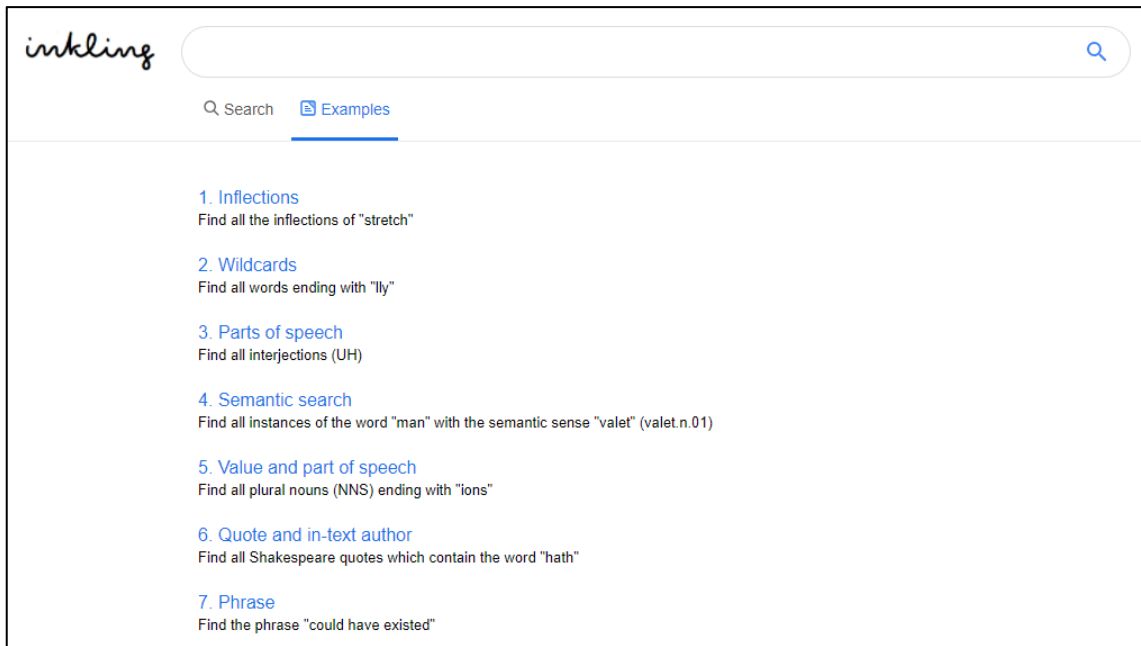 inkling
Search Examples
1. Inflections
Find all the inflections of "stretch"
2. Wildcards
Find all words ending with "lly"
3. Parts of speech
Find all interjections (UH)
4. Semantic search
Find all instances of the word "man" with the semantic sense "valet" (valet.n.01)
5. Value and part of speech
Find all plural nouns (NNS) ending with "ions"
6. Quote and in-text author
Find all Shakespeare quotes which contain the word "hath"
7. Phrase
Find the phrase "could have existed"